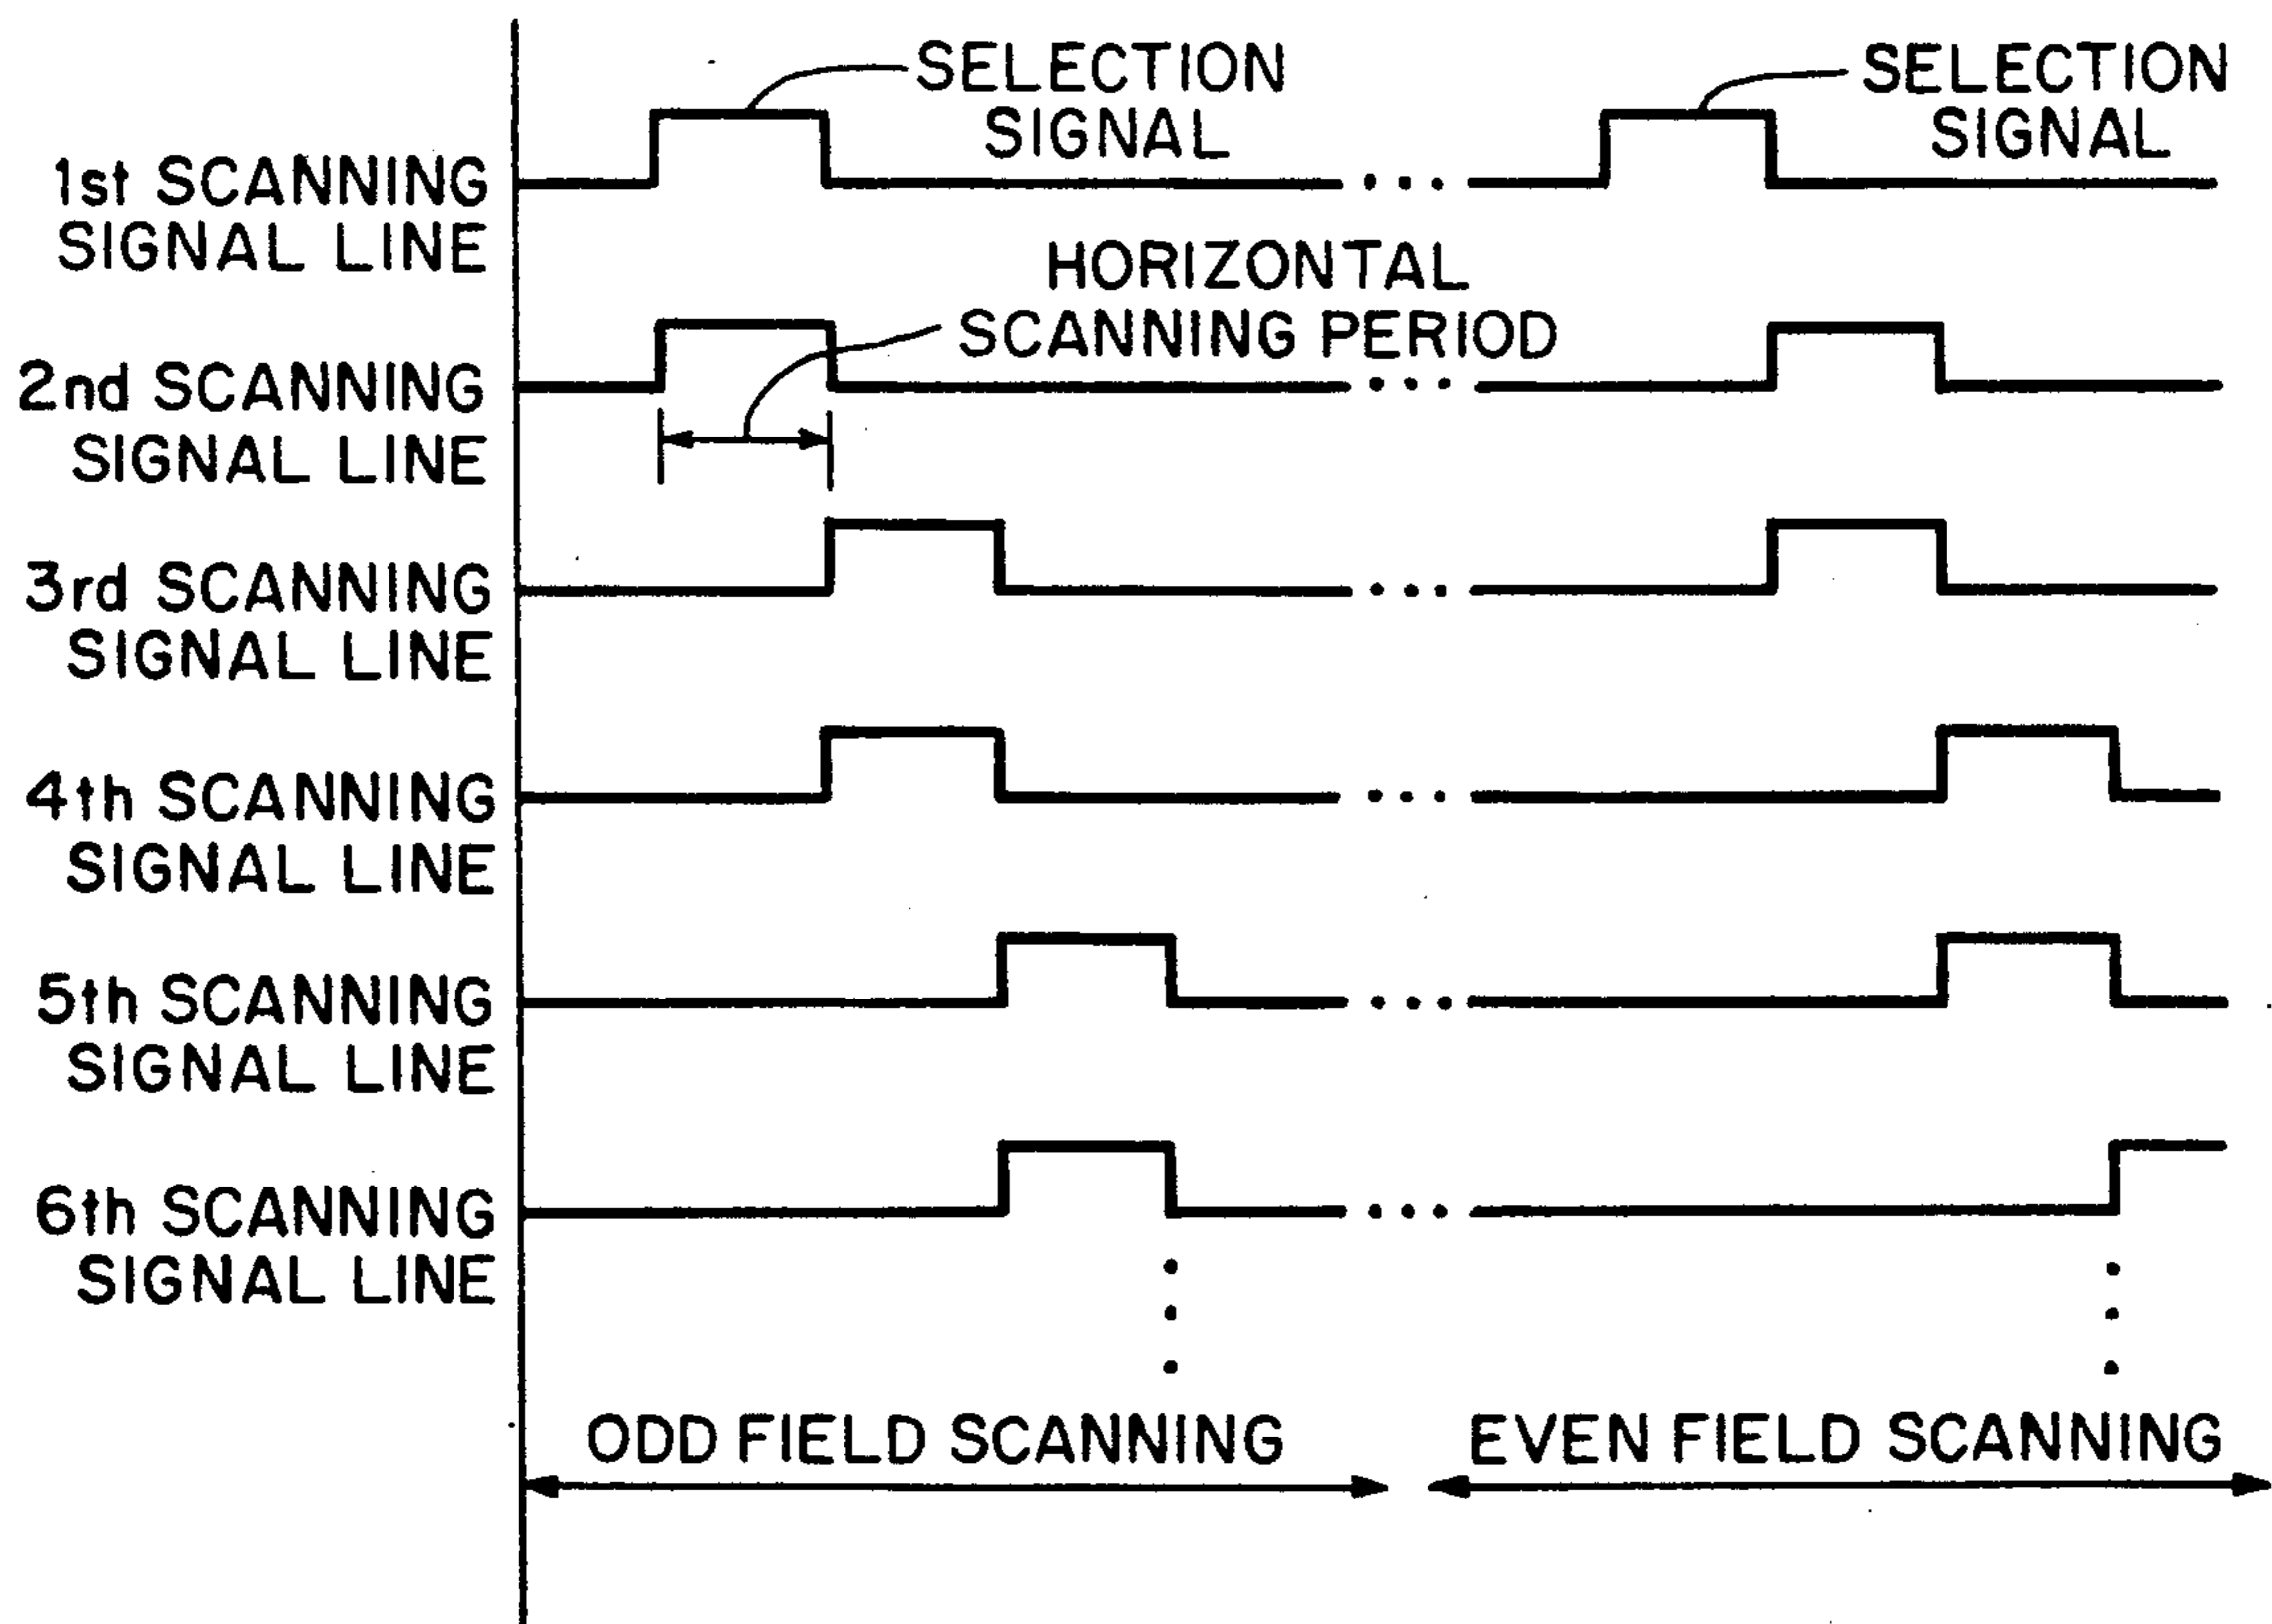 SELECTION
SIGNAL
SELECTION
SIGNAL
1st SCANNING
SIGNAL LINE
HORIZONTAL
SCANNING PERIOD
2nd SCANNING
SIGNAL LINE
3rd SCANNING
SIGNAL LINE
4th SCANNING
SIGNAL LINE
5th SCANNING
SIGNAL LINE
6th SCANNING
SIGNAL LINE
ODD FIELD SCANNING
EVEN FIELD SCANNING